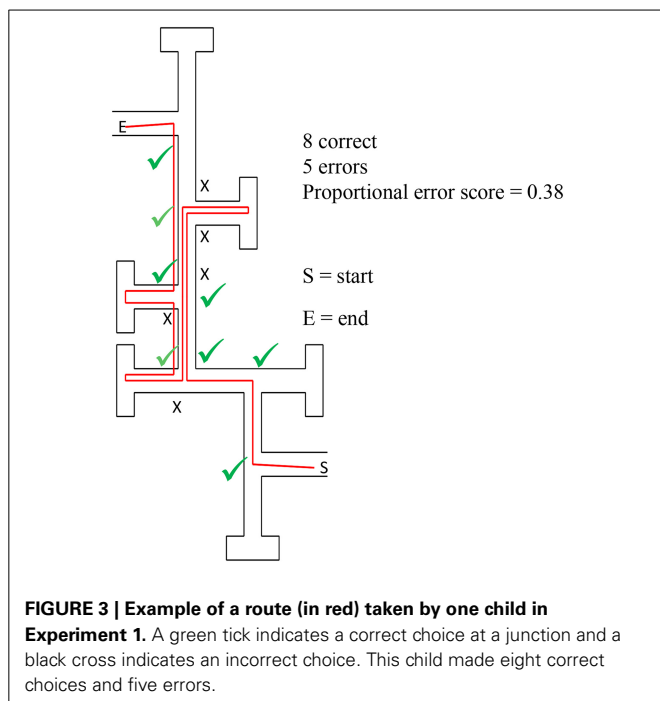 E
8 correct
5 errors
Proportional error score = 0.38
X
X
X
S = start
E = end
X
X
S
FIGURE 3 | Example of a route (in red) taken by one child in
Experiment 1. A green tick indicates a correct choice at a junction and a
black cross indicates an incorrect choice. This child made eight correct
choices and five errors.